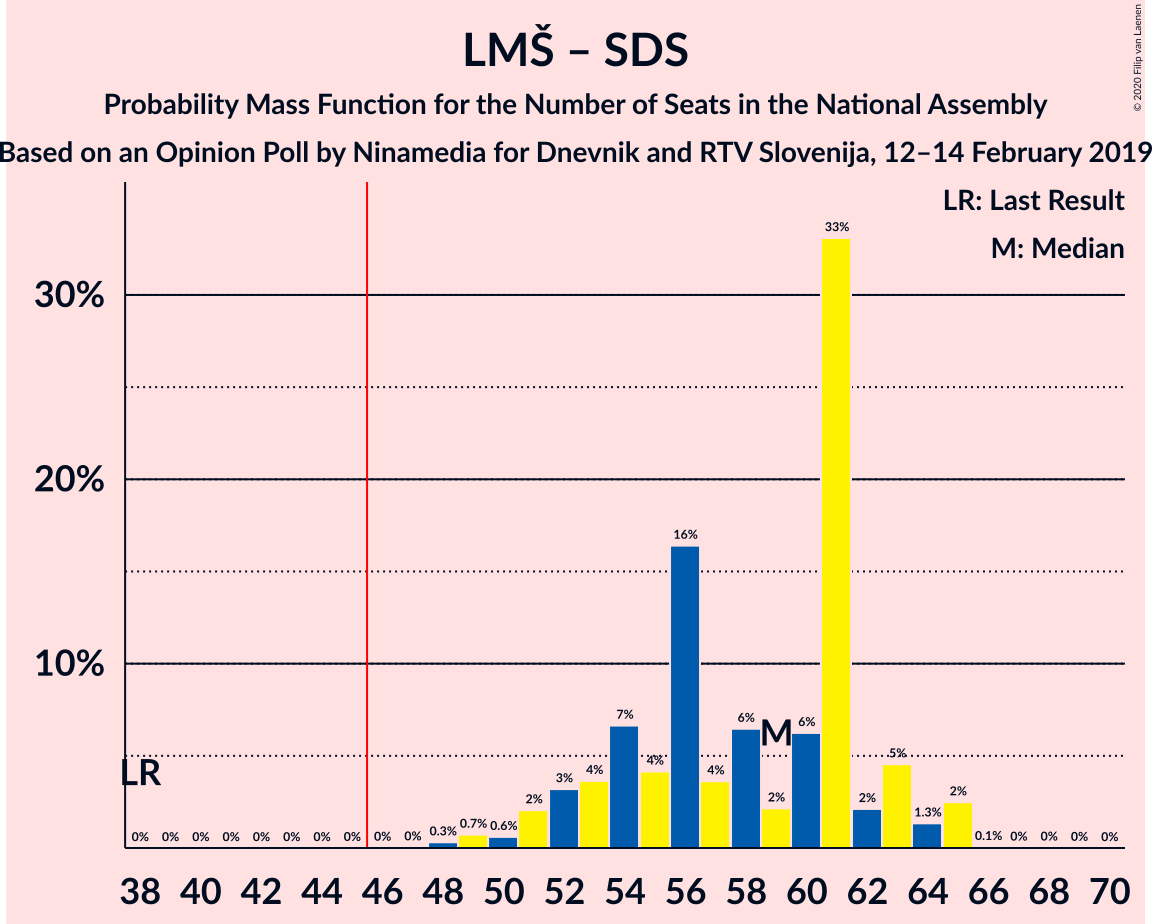 LMŠ – SDS
Probability Mass Function for the Number of Seats in the National Assembly
Based on an Opinion Poll by Ninamedia for Dnevnik and RTV Slovenija, 12–14 February 2019
© 2020 Filip van Laenen
LR: Last Result
M: Median
30%
20%
10%
LR
M
0% 0% 0% 0% 0% 0% 0% 0% 0% 0% 0.3% 0.7% 0.6% 2% 3% 4% 7% 4% 16% 4% 6% 2% 6% 33% 2% 5% 1.3% 2% 0.1% 0% 0% 0% 0%
38 40 42 44 46 48 50 52 54 56 58 60 62 64 66 68 70